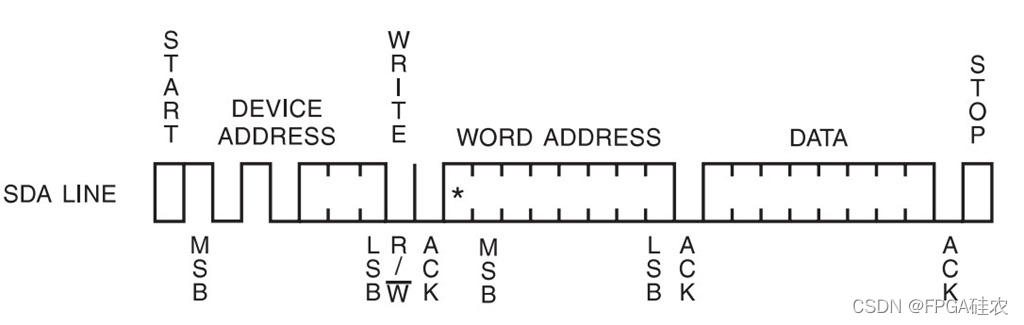 START
WRITE
STOP
DEVICE
ADDRESS
WORD ADDRESS
DATA
SDA LINE
*
MSB
LSB
R/W
ACK
MSB
LSB
ACK
ACK
CSDN @FPGA硅农